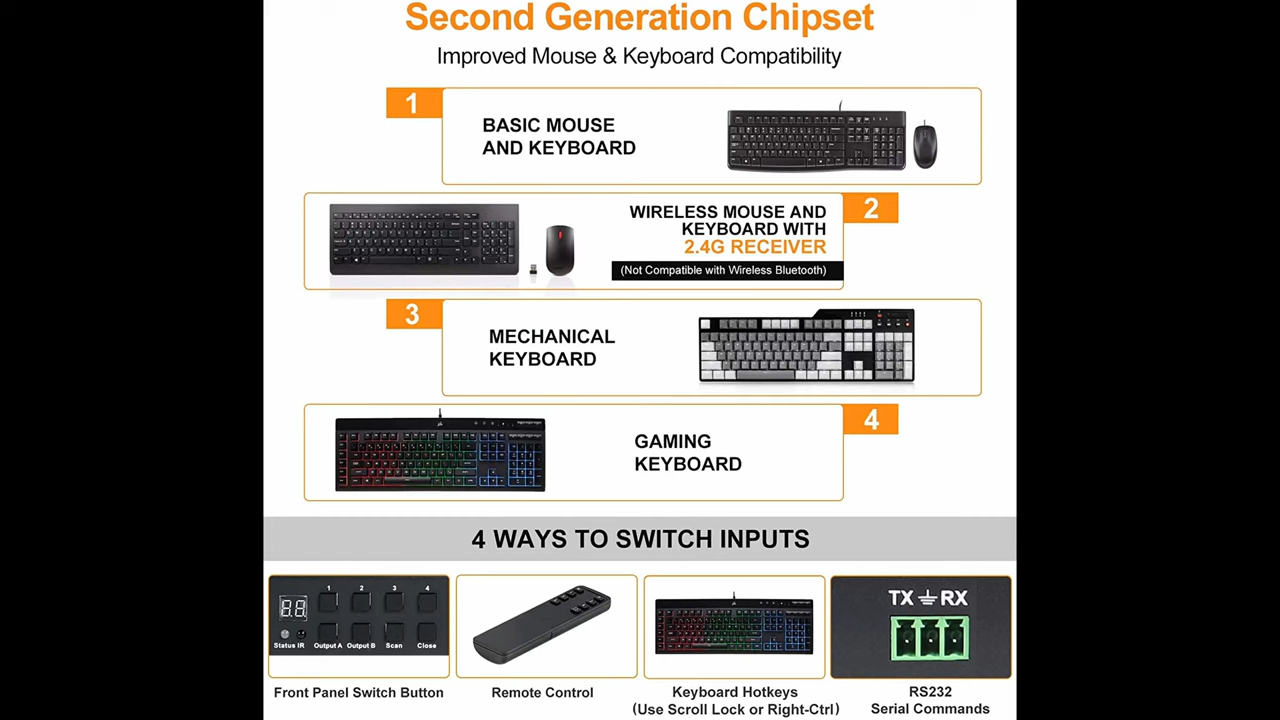 Second Generation Chipset
Improved Mouse & Keyboard Compatibility
1
BASIC MOUSE
AND KEYBOARD
2
WIRELESS MOUSE AND
KEYBOARD WITH
2.4G RECEIVER
(Not Compatible with Wireless Bluetooth)
3
MECHANICAL
KEYBOARD
4
GAMING
KEYBOARD
4 WAYS TO SWITCH INPUTS
1 2 3 4
Status IR Output A Output B Scan Close
Front Panel Switch Button
Remote Control
Keyboard Hotkeys
(Use Scroll Lock or Right-Ctrl)
TX RX
RS232
Serial Commands